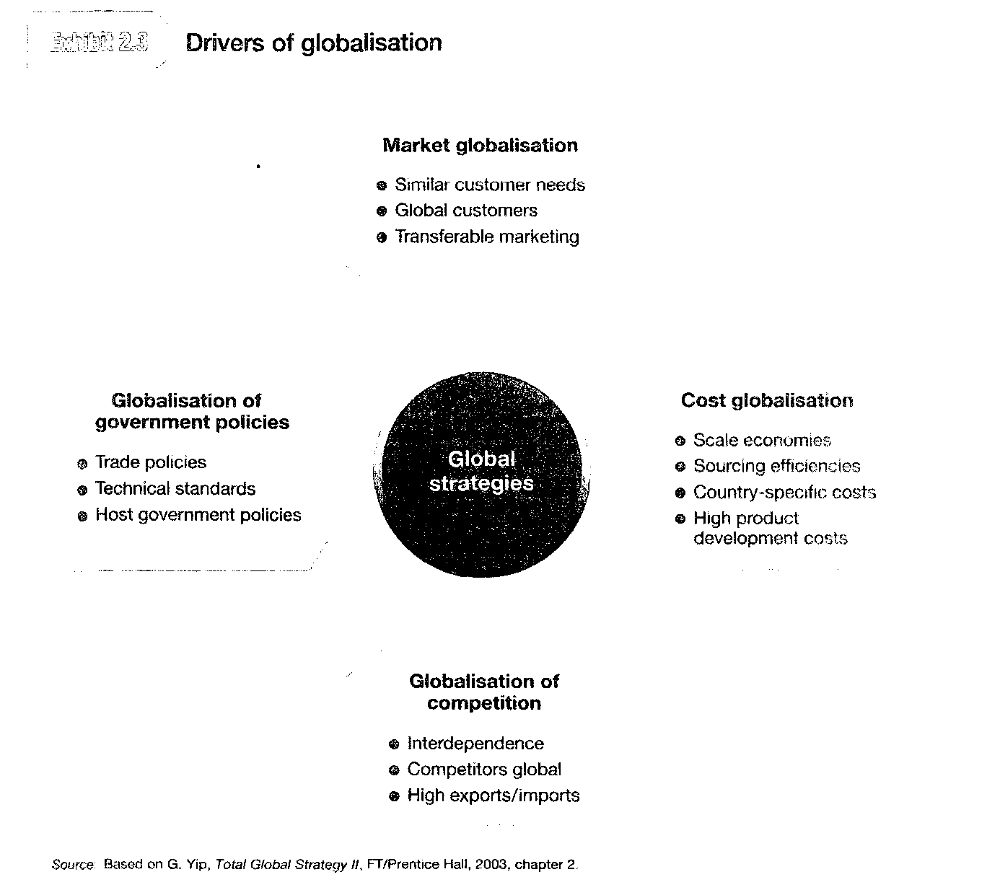 Exhibit 2.3
Drivers of globalisation
Market globalisation
Similar customer needs
Global customers
Transferable marketing
Globalisation of
government policies
Trade policies
Technical standards
Host government policies
Global
strategies
Cost globalisation
Scale economies
Sourcing efficiencies
Country-specific costs
High product
development costs
Globalisation of
competition
Interdependence
Competitors global
High exports/imports
Source: Based on G. Yip, Total Global Strategy II, FT/Prentice Hall, 2003, chapter 2.